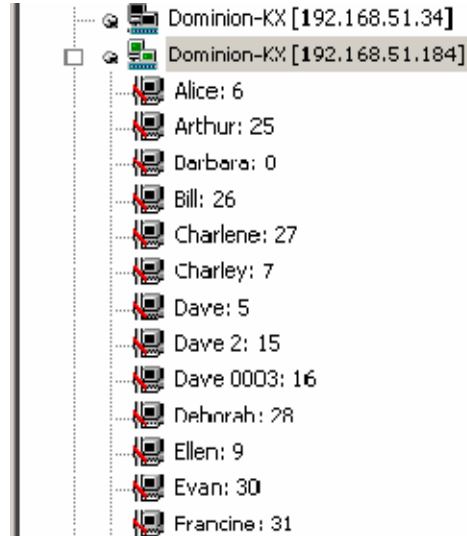 Dominion-KX [192.168.51.34]
Dominion-KX [192.168.51.184]
Alice: 6
Arthur: 25
Barbara: 0
Bill: 26
Charlene: 27
Charley: 7
Dave: 5
Dave 2: 15
Dave 0003: 16
Deborah: 28
Ellen: 9
Evan: 30
Francine: 31